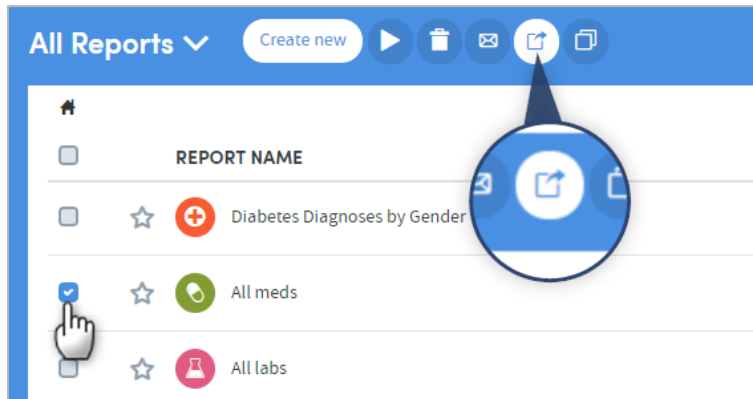 All Reports
Create new
REPORT NAME
Diabetes Diagnoses by Gender
All meds
All labs